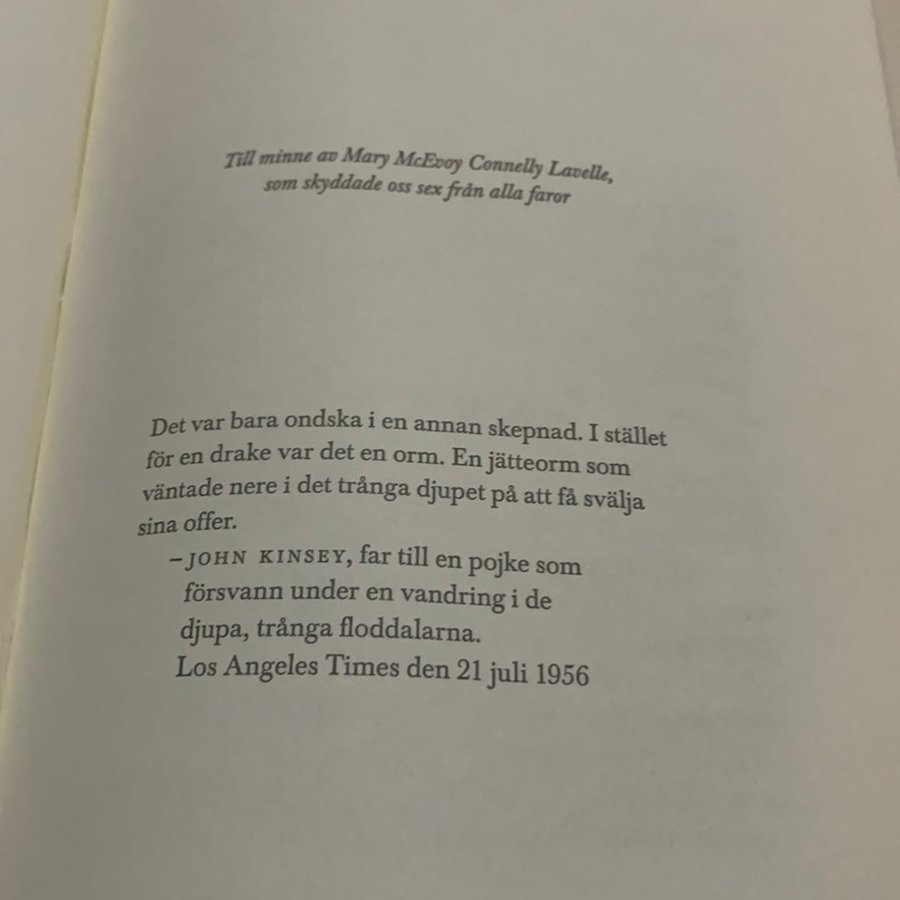 Till minne av Mary McEvoy Connelly Lavelle,
som skyddade oss sex från alla faror
Det var bara ondska i en annan skepnad. I stället
för en drake var det en orm. En jätteorm som
väntade nere i det trånga djupet på att få svälja
sina offer.
–JOHN KINSEY, far till en pojke som
försvann under en vandring i de
djupa, trånga floddalarna.
Los Angeles Times den 21 juli 1956